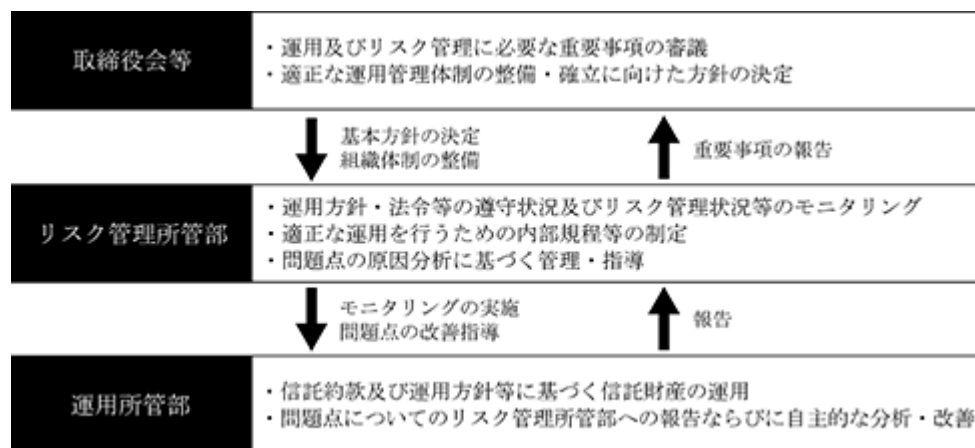 取締役会等
・運用及びリスク管理に必要な重要事項の審議
・適正な運用管理体制の整備・確立に向けた方針の決定
基本方針の決定
組織体制の整備
重要事項の報告
リスク管理所管部
・運用方針・法令等の遵守状況及びリスク管理状況等のモニタリング
・適正な運用を行うための内部規程等の制定
・問題点の原因分析に基づく管理・指導
モニタリングの実施
問題点の改善指導
報告
運用所管部
・信託約款及び運用方針等に基づく信託財産の運用
・問題点についてのリスク管理所管部への報告ならびに自主的な分析・改善